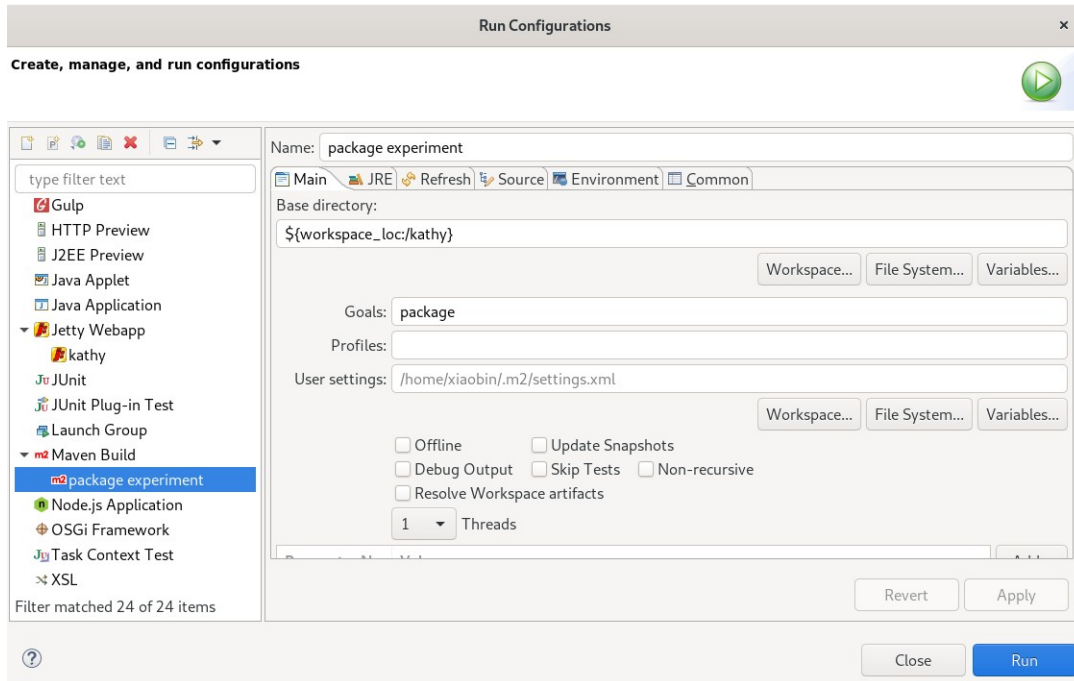 Run Configurations
Create, manage, and run configurations
type filter text
Gulp
HTTP Preview
J2EE Preview
Java Applet
Java Application
Jetty Webapp
kathy
JUnit
JUnit Plug-in Test
Launch Group
Maven Build
package experiment
Node.js Application
OSGi Framework
Task Context Test
XSL
Filter matched 24 of 24 items
Name: package experiment
Main JRE Refresh Source Environment Common
Base directory:
${workspace_loc:/kathy}
Workspace... File System... Variables...
Goals: package
Profiles:
User settings: /home/xiaobin/.m2/settings.xml
Workspace... File System... Variables...
Offline Update Snapshots
Debug Output Skip Tests Non-recursive
Resolve Workspace artifacts
1 Threads
Revert Apply
Close Run